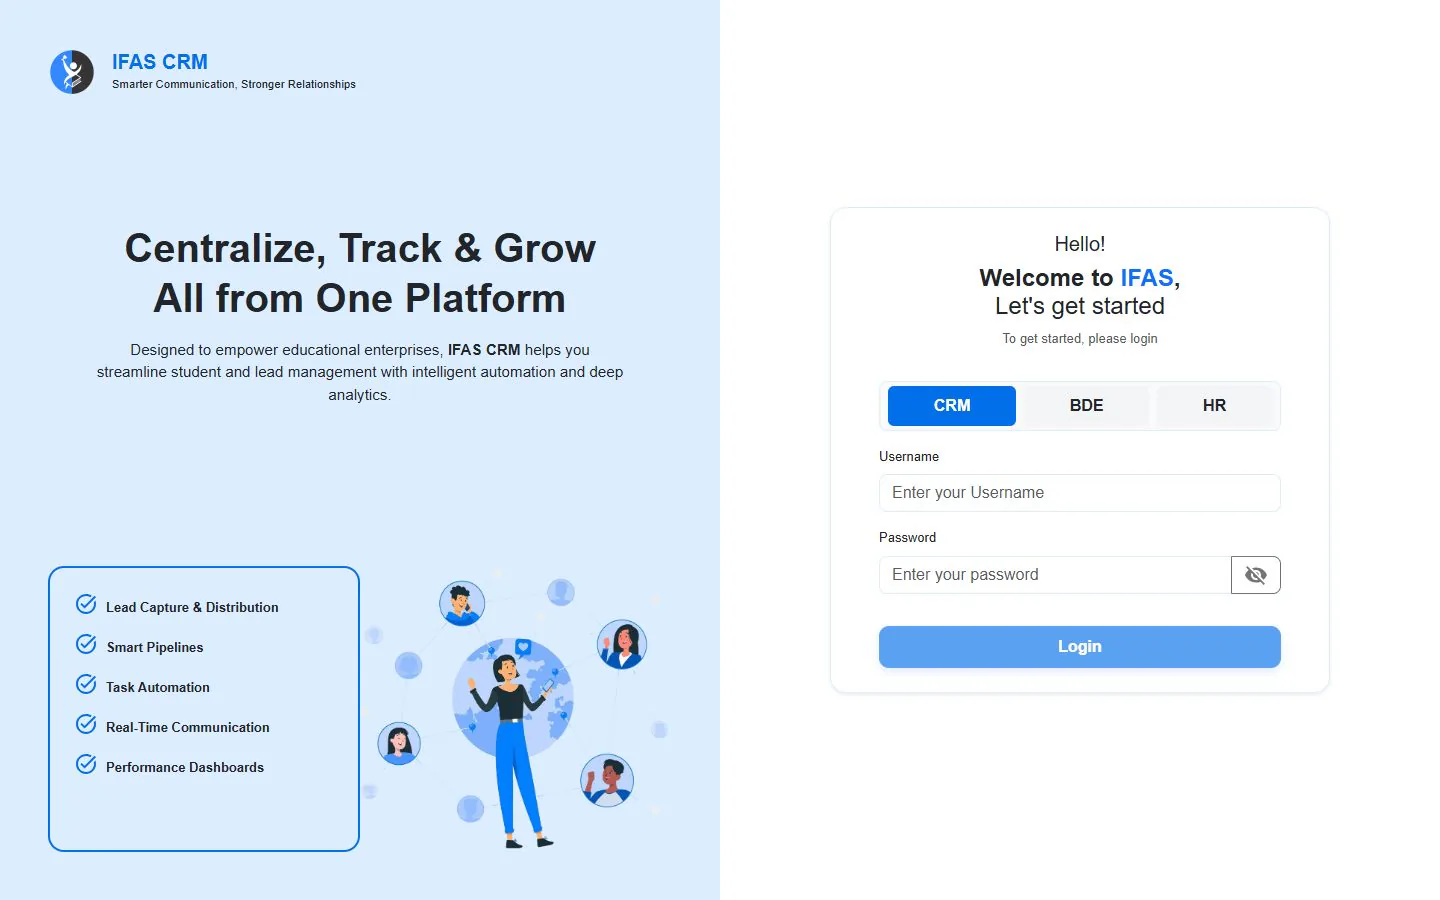 IFAS CRM
Smarter Communication, Stronger Relationships
Centralize, Track & Grow
All from One Platform
Designed to empower educational enterprises, IFAS CRM helps you
streamline student and lead management with intelligent automation and deep
analytics.
Lead Capture & Distribution
Smart Pipelines
Task Automation
Real-Time Communication
Performance Dashboards
Hello!
Welcome to IFAS,
Let's get started
To get started, please login
CRM
BDE
HR
Username
Enter your Username
Password
Enter your password
Login